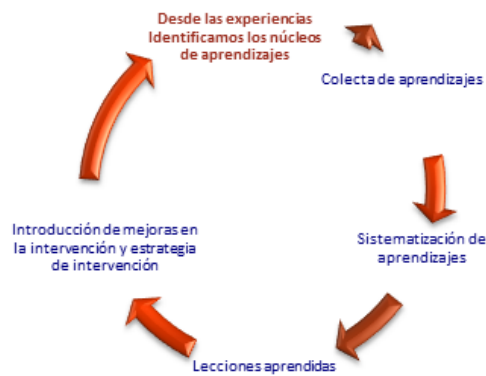 Desde las experiencias
Identificamos los núcleos
de aprendizajes
Colecta de aprendizajes
Sistematización de
aprendizajes
Lecciones aprendidas
Introducción de mejoras en
la intervención y estrategia
de intervención